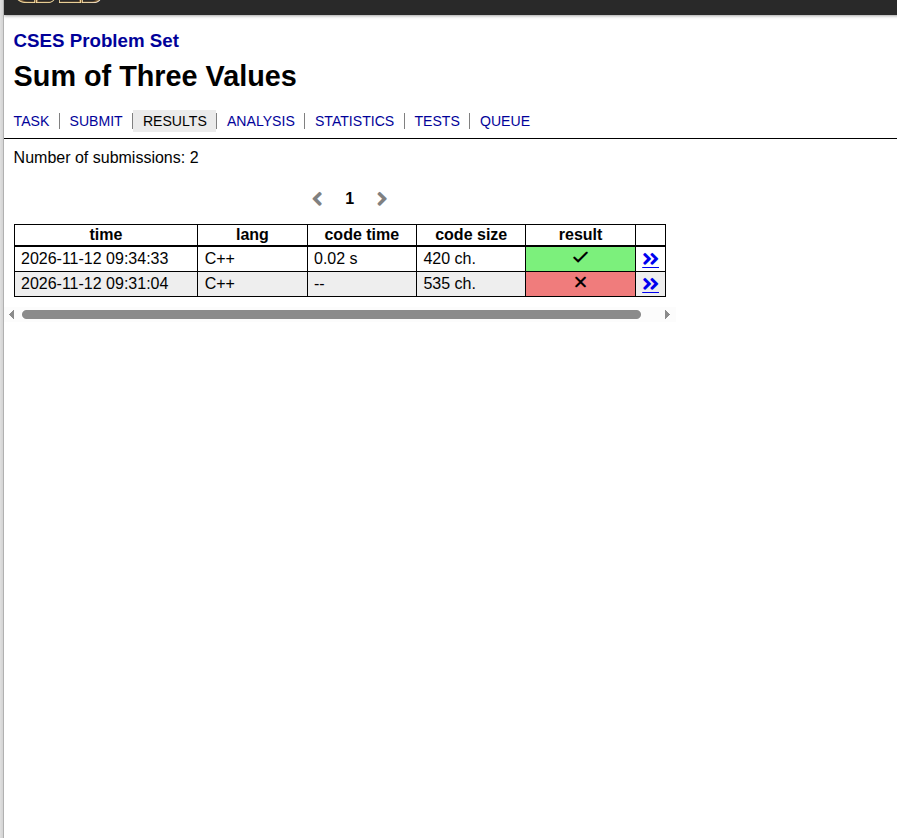 CSES Problem Set
Sum of Three Values
TASK | SUBMIT | RESULTS | ANALYSIS | STATISTICS | TESTS | QUEUE
Number of submissions: 2
1
time lang code time code size result
2026-11-12 09:34:33 C++ 0.02 s 420 ch.
2026-11-12 09:31:04 C++ -- 535 ch.